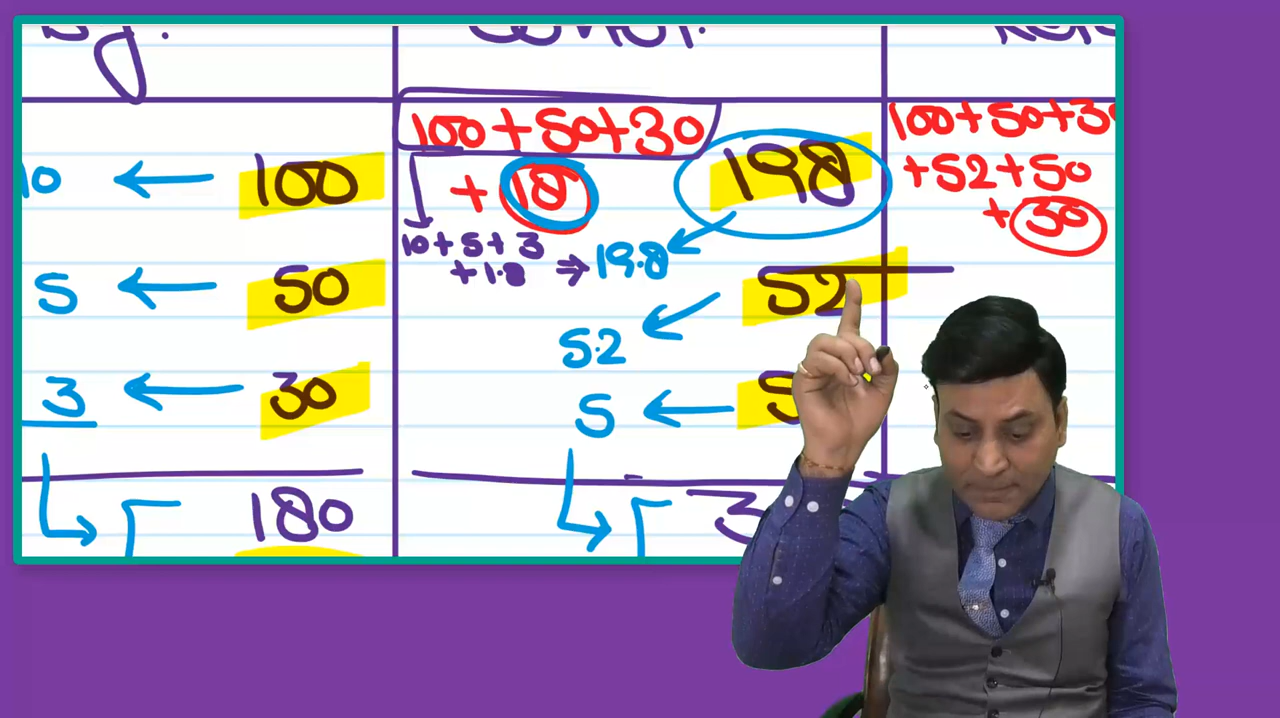 100+50+30
+ 18
198
100+50+3
+52+50
+ 30
10 ← 100
10+5+3
+1.8 ⇒ 19.8
5 ← 50
52
5.2
3 ← 30
5 ←
180